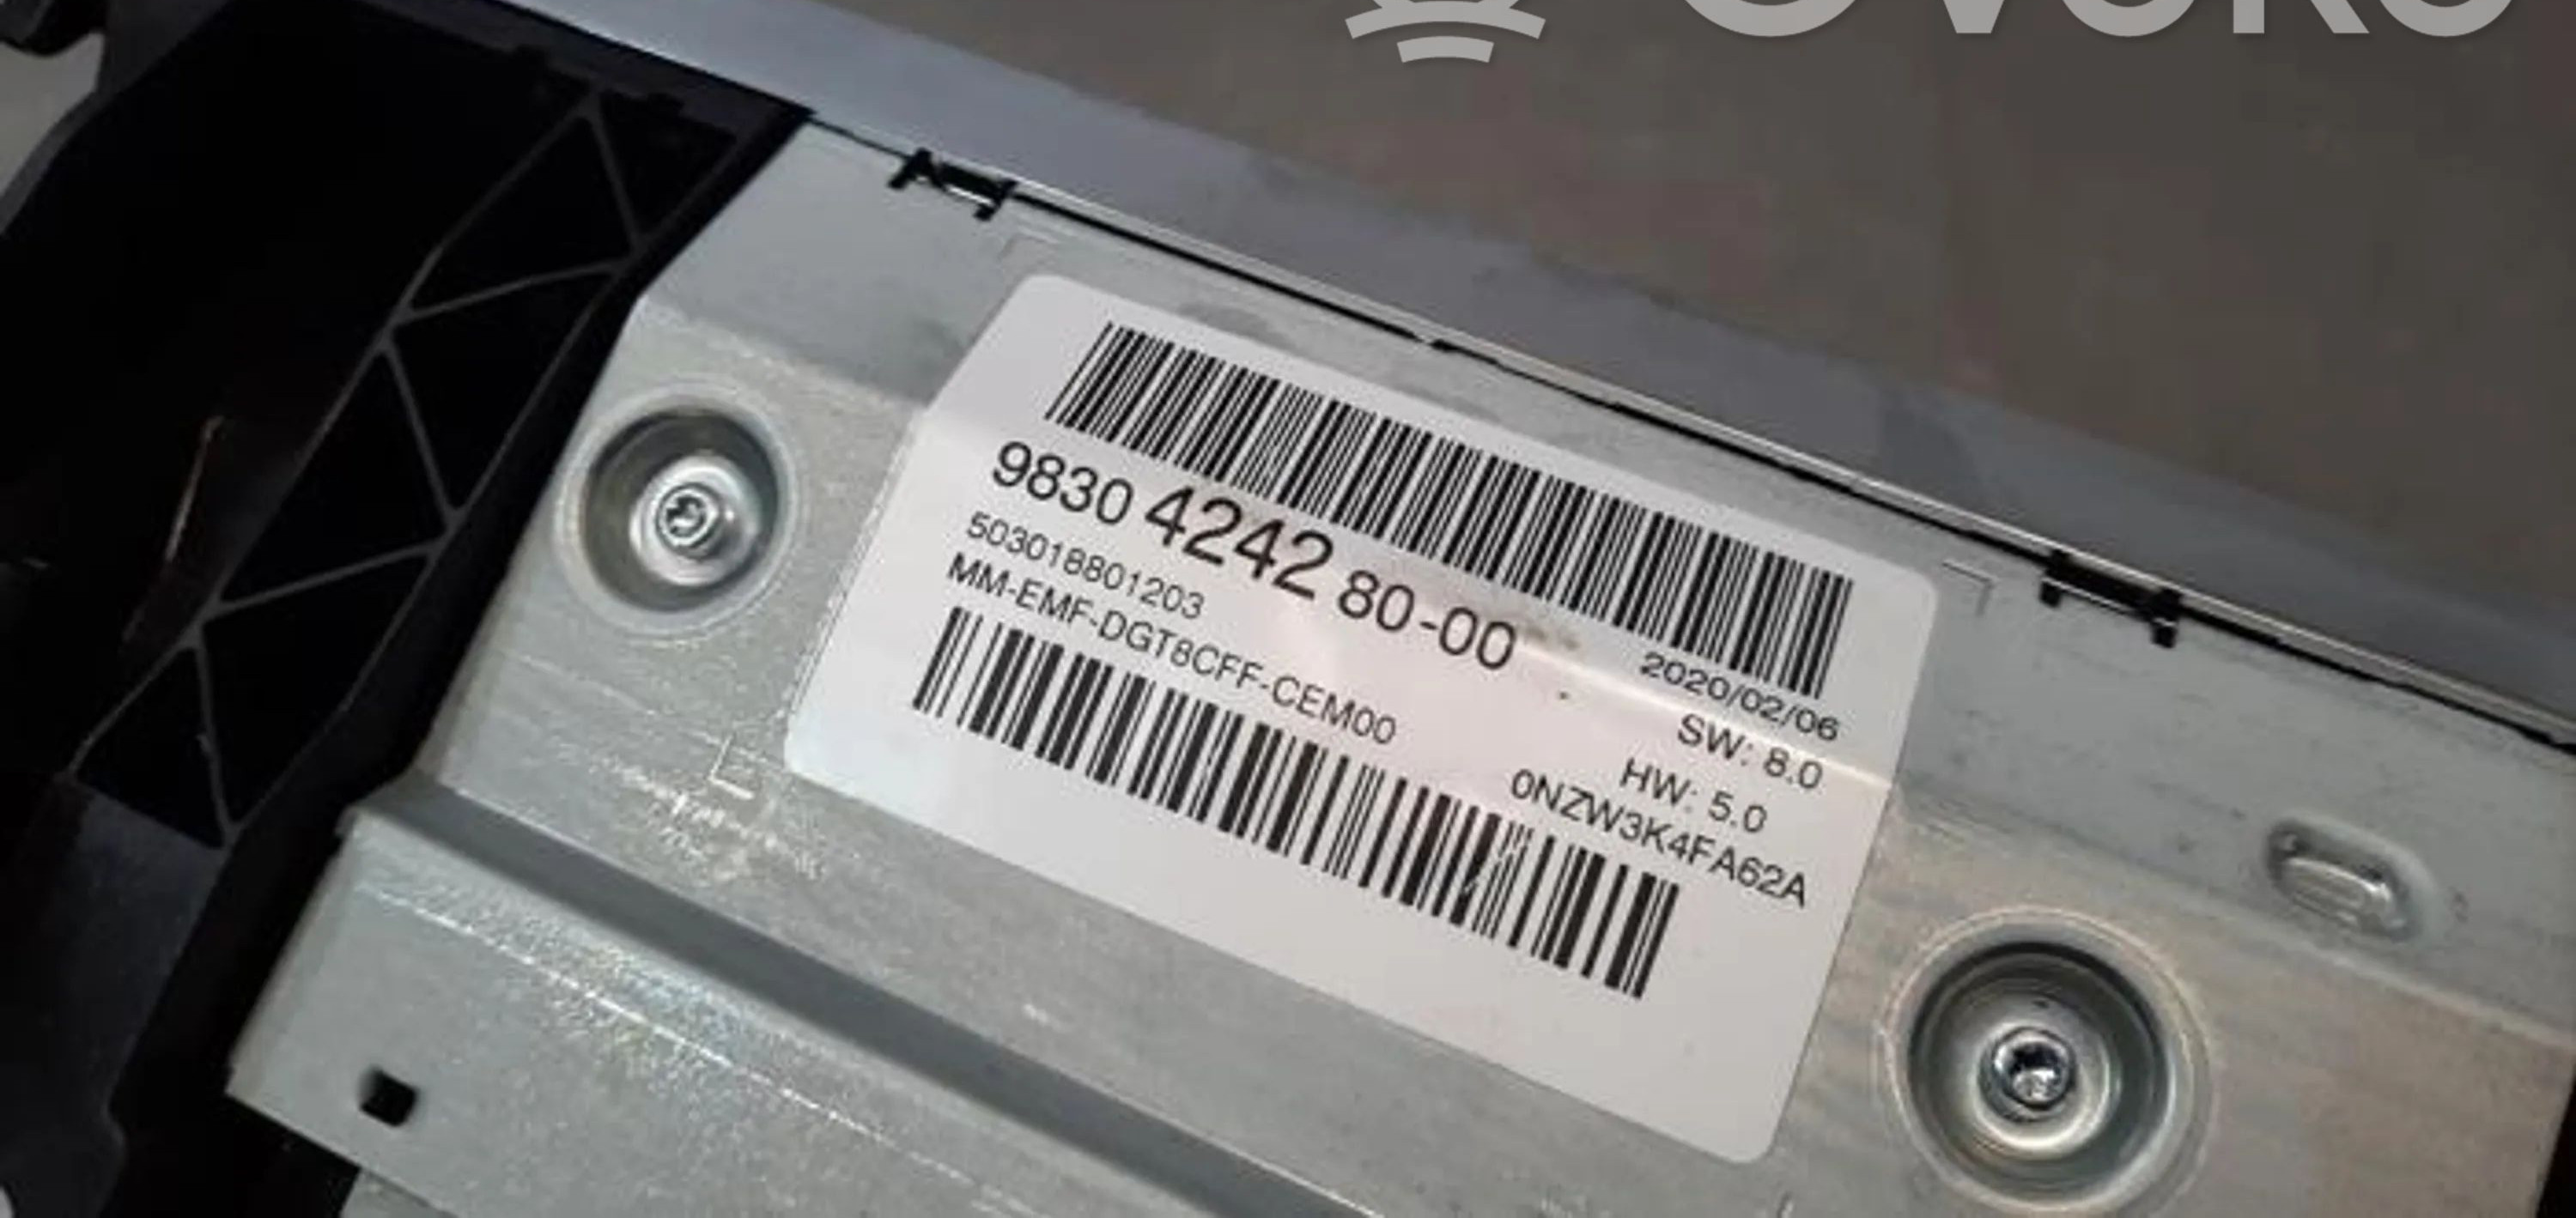 9830 4242 80-00
503018801203
MM-EMF-DGT8CFF-CEM00
2020/02/06
SW: 8.0
HW: 5.0
0NZW3K4FA62A